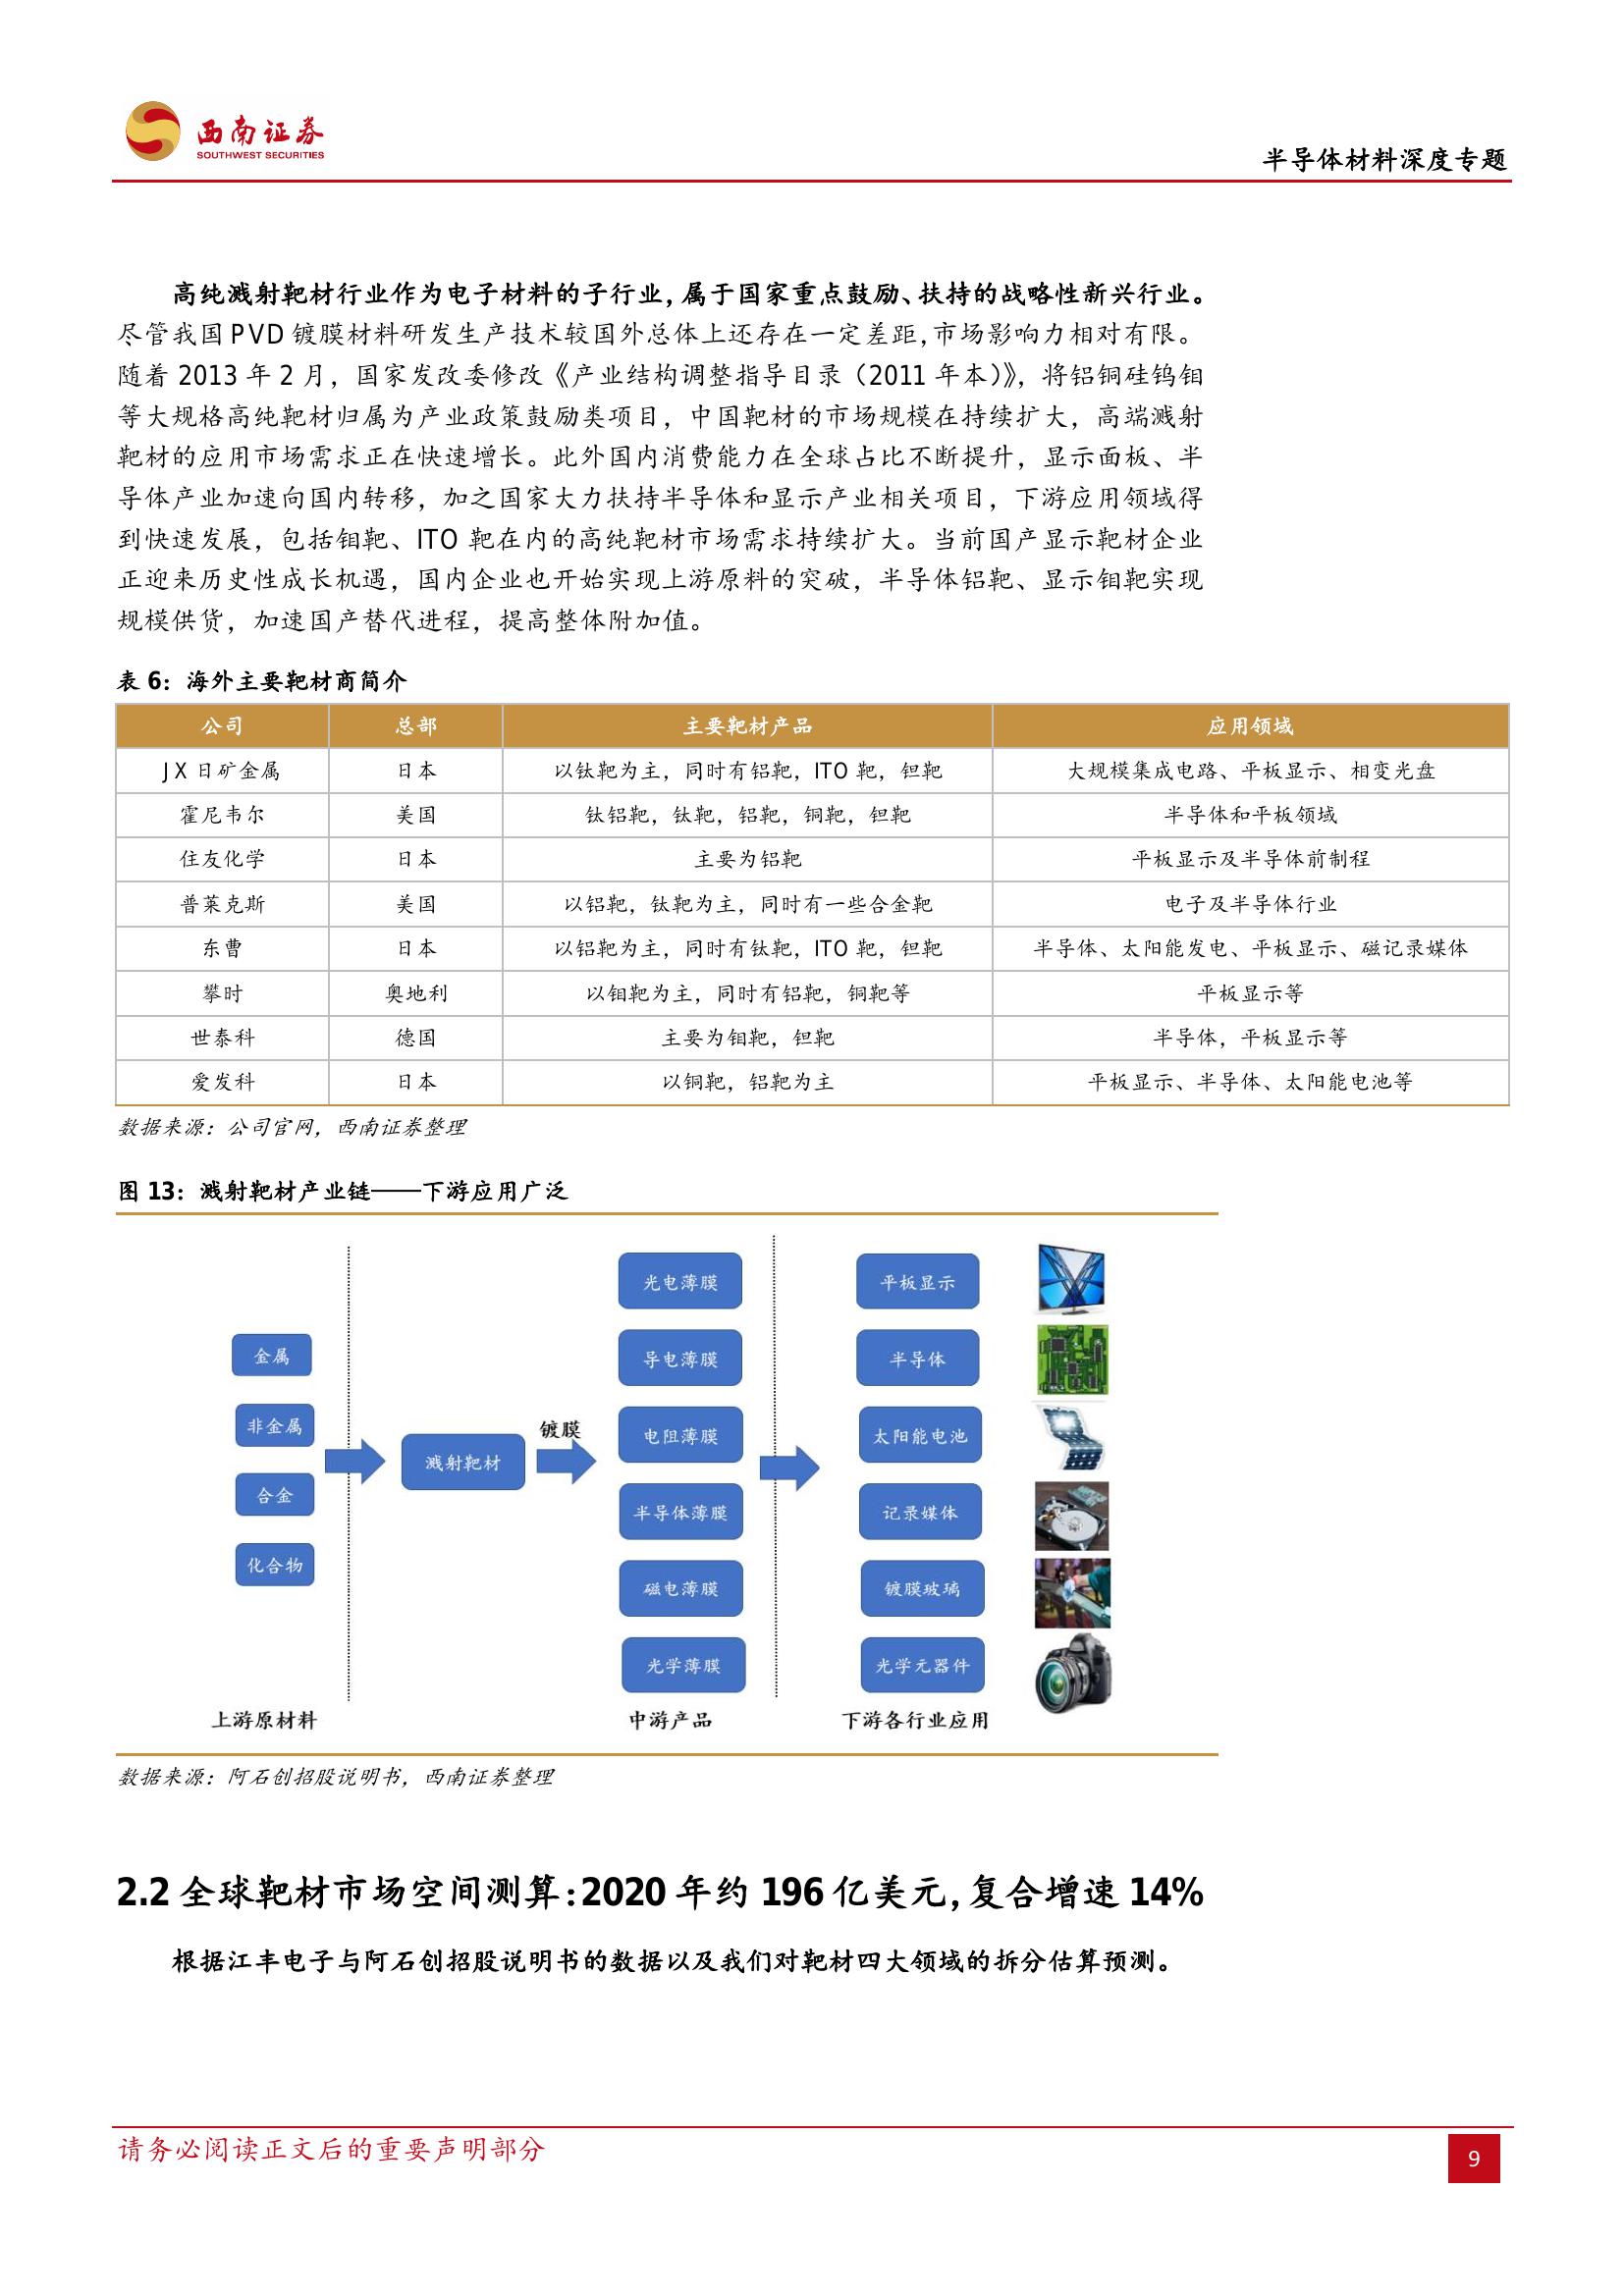 西南证券
SOUTHWEST SECURITIES
半导体材料深度专题
高纯溅射靶材行业作为电子材料的子行业，属于国家重点鼓励、扶持的战略性新兴行业。
尽管我国 PVD 镀膜材料研发生产技术较国外总体上还存在一定差距，市场影响力相对有限。
随着 2013 年 2 月，国家发改委修改《产业结构调整指导目录（2011 年本）》，将铝铜硅钨钼
等大规格高纯靶材归属为产业政策鼓励类项目，中国靶材的市场规模在持续扩大，高端溅射
靶材的应用市场需求正在快速增长。此外国内消费能力在全球占比不断提升，显示面板、半
导体产业加速向国内转移，加之国家大力扶持半导体和显示产业相关项目，下游应用领域得
到快速发展，包括钼靶、ITO 靶在内的高纯靶材市场需求持续扩大。当前国产显示靶材企业
正迎来历史性成长机遇，国内企业也开始实现上游原料的突破，半导体铝靶、显示钼靶实现
规模供货，加速国产替代进程，提高整体附加值。
表 6：海外主要靶材商简介
公司 总部 主要靶材产品 应用领域
JX 日矿金属 日本 以钛靶为主，同时有铝靶，ITO 靶，钽靶 大规模集成电路、平板显示、相变光盘
霍尼韦尔 美国 钛铝靶，钛靶，铝靶，铜靶，钽靶 半导体和平板领域
住友化学 日本 主要为铝靶 平板显示及半导体前制程
普莱克斯 美国 以铝靶，钛靶为主，同时有一些合金靶 电子及半导体行业
东曹 日本 以铝靶为主，同时有钛靶，ITO 靶，钽靶 半导体、太阳能发电、平板显示、磁记录媒体
攀时 奥地利 以钼靶为主，同时有铝靶，铜靶等 平板显示等
世泰科 德国 主要为钼靶，钽靶 半导体，平板显示等
爱发科 日本 以铜靶，铝靶为主 平板显示、半导体、太阳能电池等
数据来源：公司官网，西南证券整理
图 13：溅射靶材产业链——下游应用广泛
金属
非金属
合金
化合物
上游原材料
溅射靶材
镀膜
光电薄膜
导电薄膜
电阻薄膜
半导体薄膜
磁电薄膜
光学薄膜
中游产品
平板显示
半导体
太阳能电池
记录媒体
镀膜玻璃
光学元器件
下游各行业应用
数据来源：阿石创招股说明书，西南证券整理
2.2 全球靶材市场空间测算：2020 年约 196 亿美元，复合增速 14%
根据江丰电子与阿石创招股说明书的数据以及我们对靶材四大领域的拆分估算预测。
请务必阅读正文后的重要声明部分
9